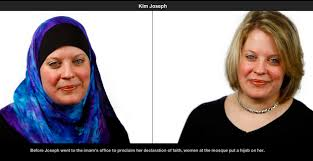 Kim Joseph
Before Joseph went to the imam's office to proclaim her declaration of faith, women at the mosque put a hijab on her.